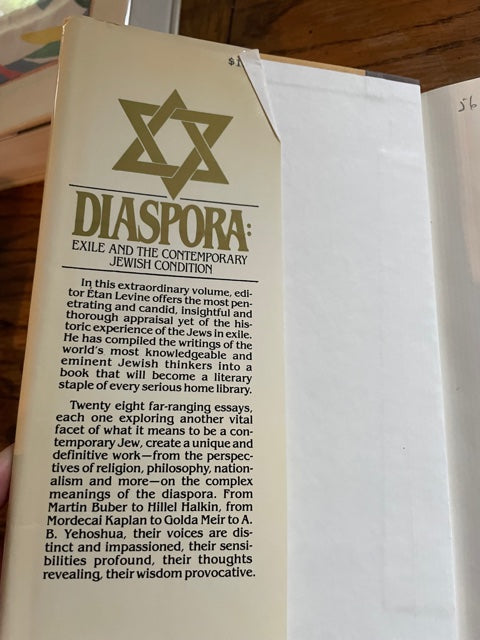 $1
DIASPORA:
EXILE AND THE CONTEMPORARY
JEWISH CONDITION
In this extraordinary volume, edi-
tor Etan Levine offers the most pen-
etrating and candid, insightful and
thorough appraisal yet of the his-
toric experience of the Jews in exile.
He has compiled the writings of the
world's most knowledgeable and
eminent Jewish thinkers into a
book that will become a literary
staple of every serious home library.
Twenty eight far-ranging essays,
each one exploring another vital
facet of what it means to be a con-
temporary Jew, create a unique and
definitive work—from the perspec-
tives of religion, philosophy, nation-
alism and more—on the complex
meanings of the diaspora. From
Martin Buber to Hillel Halkin, from
Mordecai Kaplan to Golda Meir to A.
B. Yehoshua, their voices are dis-
tinct and impassioned, their sensi-
bilities profound, their thoughts
revealing, their wisdom provocative.